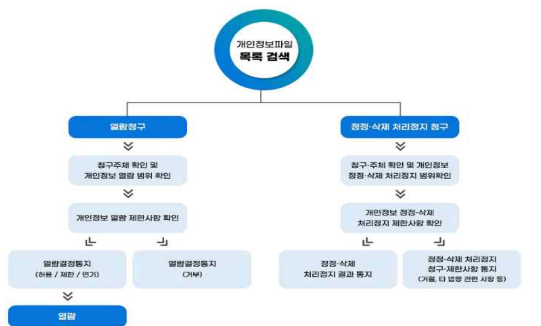 개인정보파일
목록 검색
열람청구
정정·삭제 처리정지 청구
청구주체 확인 및
개인정보 열람 범위 확인
청구·주체 확인 및 개인정보
정정·삭제 처리정지 범위확인
개인정보 열람 제한사항 확인
개인정보 정정·삭제
처리정지 제한사항 확인
열람결정통지
(허용 / 제한 / 연기)
열람결정통지
(거부)
정정·삭제
처리정지 결과 통지
정정·삭제 처리정지
청구·제한사항 통지
(거절, 타 법령 관련 사항 등)
열람